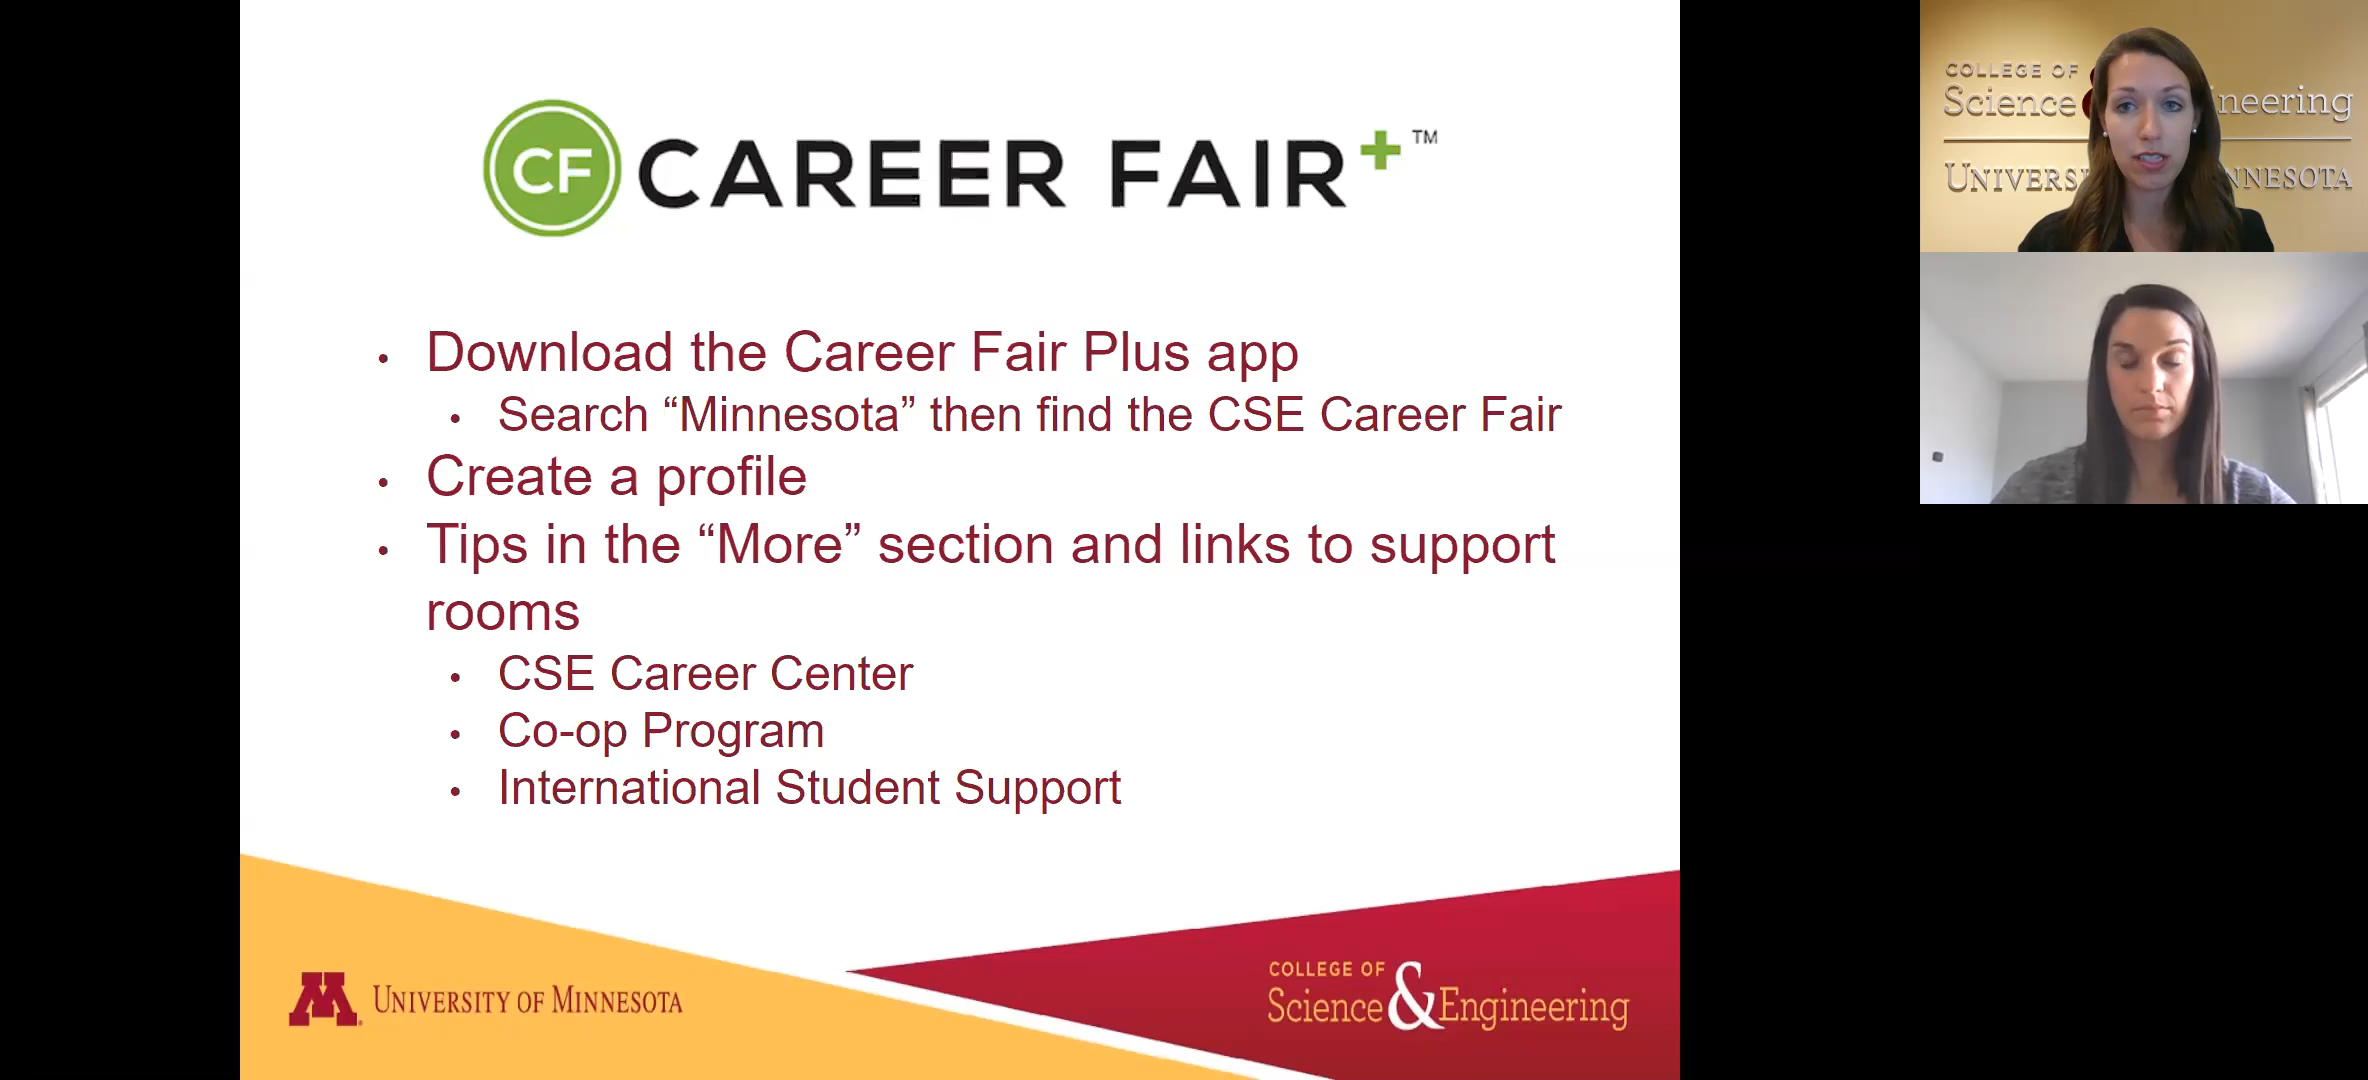 CF CAREER FAIR+™
• Download the Career Fair Plus app
• Search “Minnesota” then find the CSE Career Fair
• Create a profile
• Tips in the “More” section and links to support
rooms
• CSE Career Center
• Co-op Program
• International Student Support
M UNIVERSITY OF MINNESOTA
COLLEGE OF
Science & Engineering
COLLEGE OF
Science neering
UNIVERS NNESOTA